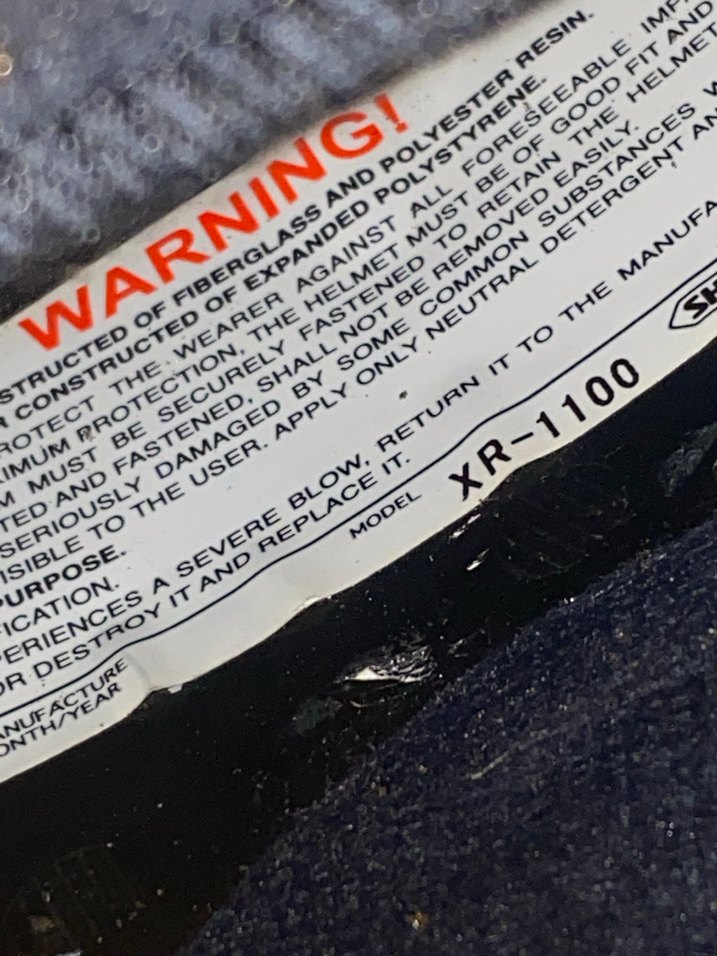 WARNING!
STRUCTED OF FIBERGLASS AND POLYESTER RESIN.
CONSTRUCTED OF EXPANDED POLYSTYRENE.
ROTECT THE WEARER AGAINST ALL FORESEEABLE IMP
XIMUM PROTECTION, THE HELMET MUST BE OF GOOD FIT AND
M MUST BE SECURELY FASTENED TO RETAIN THE HELMET
TED AND FASTENED, SHALL NOT BE REMOVED EASILY.
SERIOUSLY DAMAGED BY SOME COMMON SUBSTANCES W
ISIBLE TO THE USER. APPLY ONLY NEUTRAL DETERGENT AN
PURPOSE.
ICATION.
PERIENCES A SEVERE BLOW, RETURN IT TO THE MANUFA
OR DESTROY IT AND REPLACE IT.
SH
MODEL XR-1100
ANUFACTURE
ONTH/YEAR